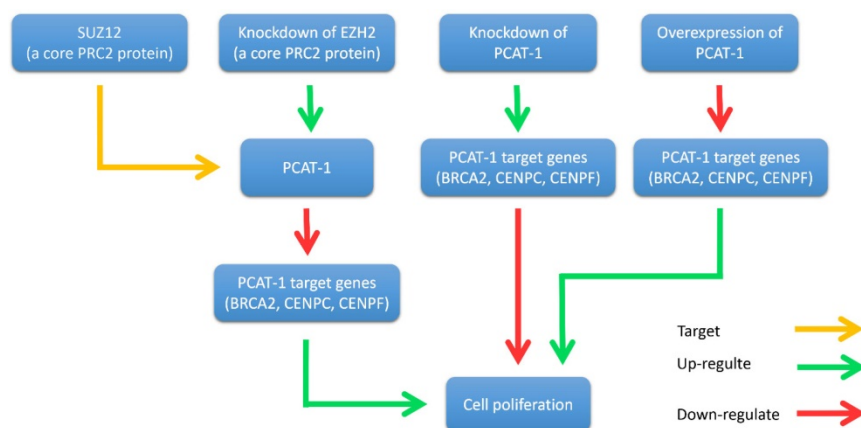 SUZ12
(a core PRC2 protein)
Knockdown of EZH2
(a core PRC2 protein)
Knockdown of
PCAT-1
Overexpression of
PCAT-1
PCAT-1
PCAT-1 target genes
(BRCA2, CENPC, CENPF)
PCAT-1 target genes
(BRCA2, CENPC, CENPF)
PCAT-1 target genes
(BRCA2, CENPC, CENPF)
Cell poliferation
Target
Up-regulte
Down-regulate